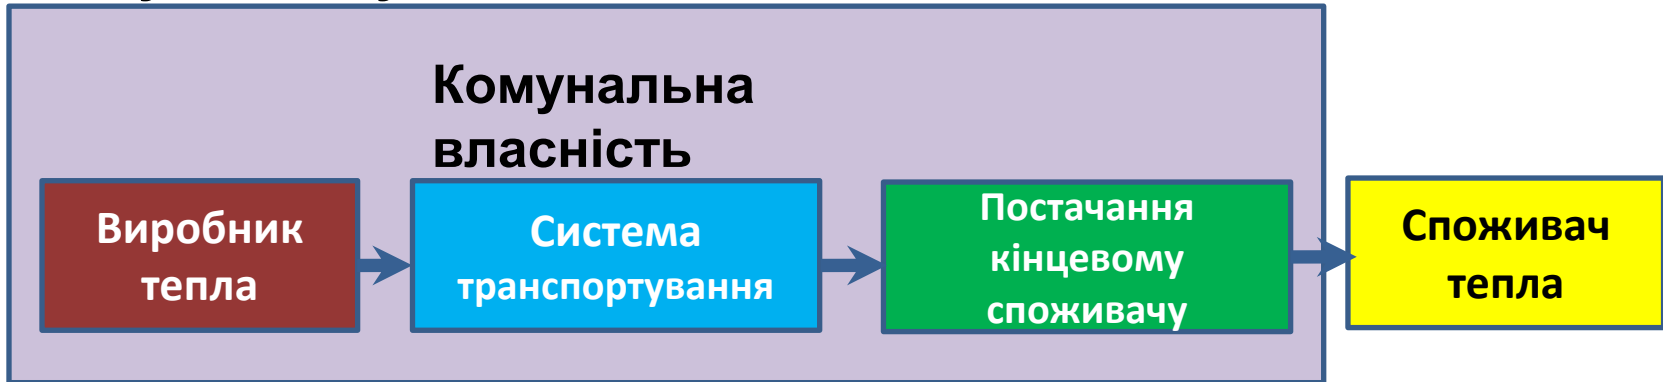 Комунальна
власність
Виробник
тепла
Система
транспортування
Постачання
кінцевому
споживачу
Споживач
тепла